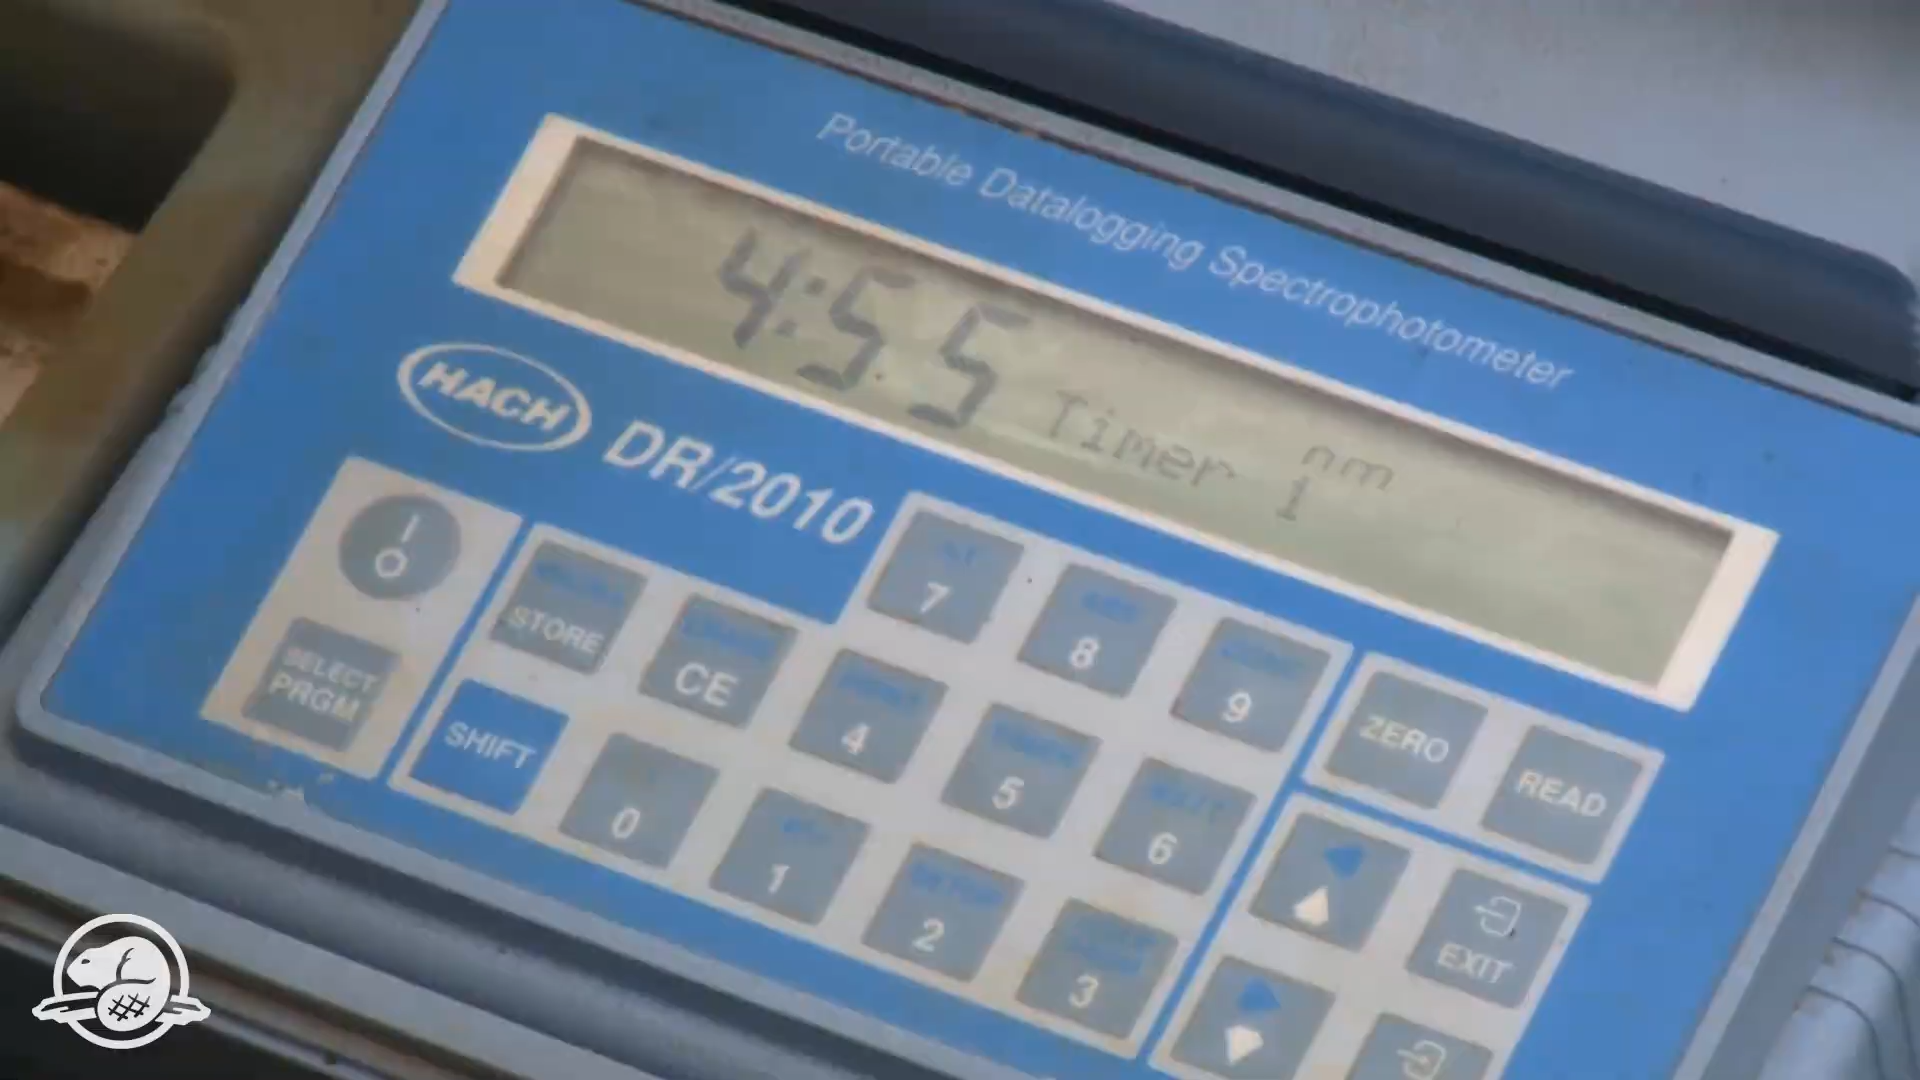 Portable Datalogging Spectrophotometer
4:55 Timer 1 nm
HACH DR/2010
I
O
SELECT
PRGM
STORE
CE
7
8
9
ZERO
READ
SHIFT
0
4
5
6
EXIT
1
2
3